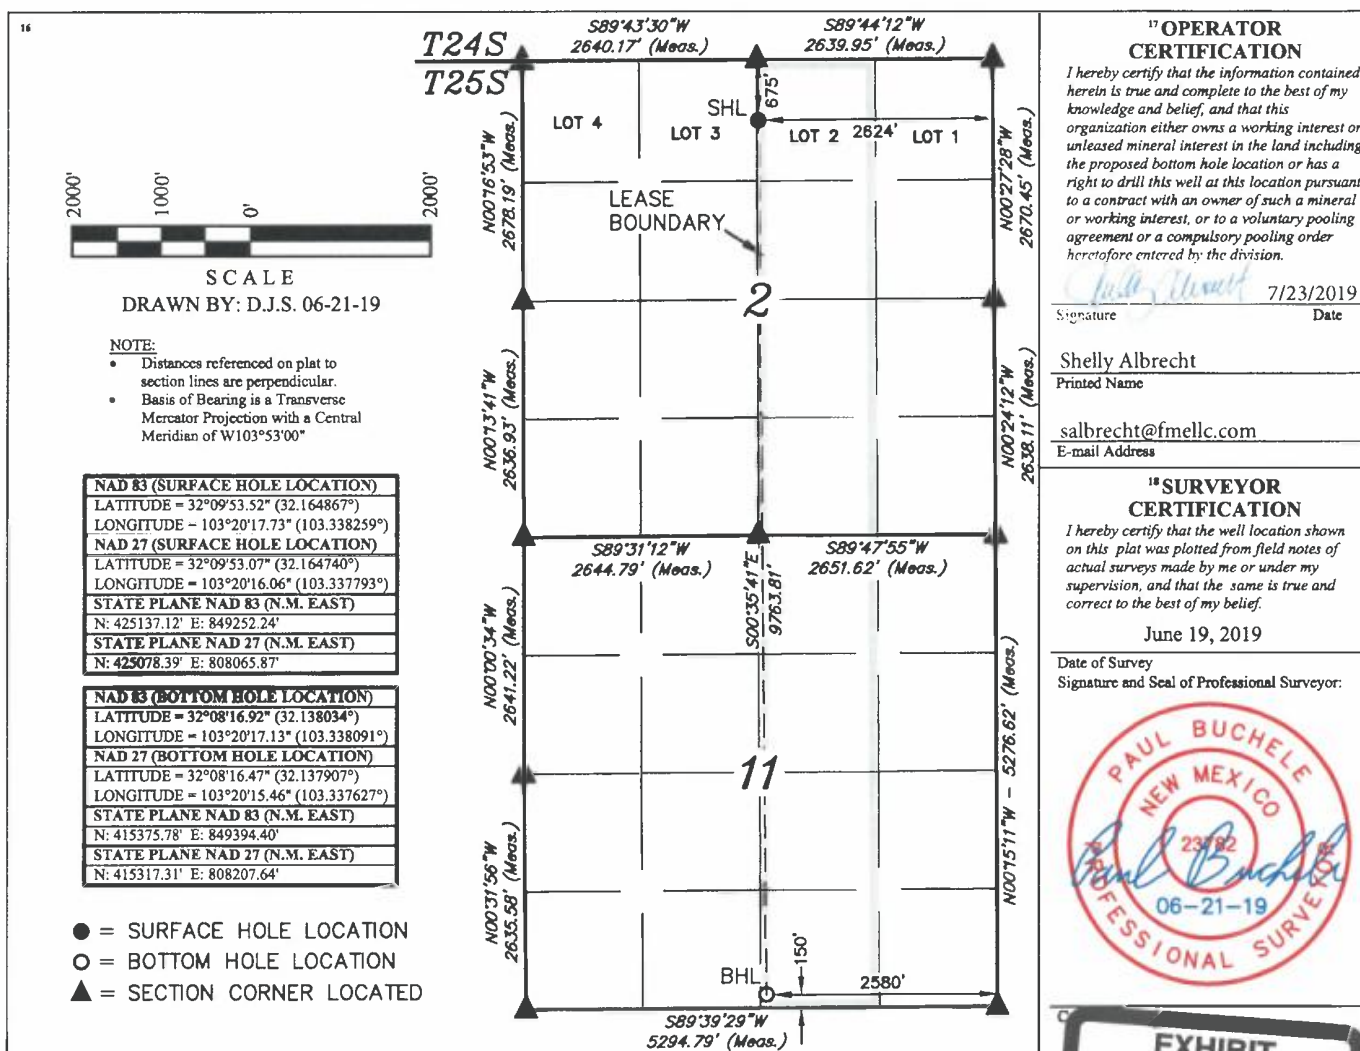 16
T24S
T25S
S89°43'30"W
2640.17' (Meas.)
S89°44'12"W
2639.95' (Meas.)
N00°16'53"W
2678.19' (Meas.)
LOT 4
LOT 3
SHL
675'
LOT 2
2624'
LOT 1
N00°27'28"W
2670.45' (Meas.)
LEASE
BOUNDARY
2
2000'
1000'
0'
2000'
SCALE
DRAWN BY: D.J.S. 06-21-19
NOTE:
• Distances referenced on plat to
section lines are perpendicular.
• Basis of Bearing is a Transverse
Mercator Projection with a Central
Meridian of W103°53'00"
N00°13'41"W
2636.93' (Meas.)
N00°24'12"W
2638.11' (Meas.)
S89°31'12"W
2644.79' (Meas.)
S89°47'55"W
2651.62' (Meas.)
S00°35'41"E
9763.81'
N00°00'34"W
2641.22' (Meas.)
N00°15'11"W - 5276.62' (Meas.)
11
N00°31'56"W
2635.58' (Meas.)
BHL
150'
2580'
S89°39'29"W
5294.79' (Meas.)
NAD 83 (SURFACE HOLE LOCATION)
LATITUDE = 32°09'53.52" (32.164867°)
LONGITUDE = 103°20'17.73" (103.338259°)
NAD 27 (SURFACE HOLE LOCATION)
LATITUDE = 32°09'53.07" (32.164740°)
LONGITUDE = 103°20'16.06" (103.337793°)
STATE PLANE NAD 83 (N.M. EAST)
N: 425137.12' E: 849252.24'
STATE PLANE NAD 27 (N.M. EAST)
N: 425078.39' E: 808065.87'
NAD 83 (BOTTOM HOLE LOCATION)
LATITUDE = 32°08'16.92" (32.138034°)
LONGITUDE = 103°20'17.13" (103.338091°)
NAD 27 (BOTTOM HOLE LOCATION)
LATITUDE = 32°08'16.47" (32.137907°)
LONGITUDE = 103°20'15.46" (103.337627°)
STATE PLANE NAD 83 (N.M. EAST)
N: 415375.78' E: 849394.40'
STATE PLANE NAD 27 (N.M. EAST)
N: 415317.31' E: 808207.64'
● = SURFACE HOLE LOCATION
○ = BOTTOM HOLE LOCATION
▲ = SECTION CORNER LOCATED
17 OPERATOR
CERTIFICATION
I hereby certify that the information contained
herein is true and complete to the best of my
knowledge and belief, and that this
organization either owns a working interest or
unleased mineral interest in the land including
the proposed bottom hole location or has a
right to drill this well at this location pursuant
to a contract with an owner of such a mineral
or working interest, or to a voluntary pooling
agreement or a compulsory pooling order
heretofore entered by the division.
7/23/2019
Signature Date
Shelly Albrecht
Printed Name
salbrecht@fmellc.com
E-mail Address
18 SURVEYOR
CERTIFICATION
I hereby certify that the well location shown
on this plat was plotted from field notes of
actual surveys made by me or under my
supervision, and that the same is true and
correct to the best of my belief.
June 19, 2019
Date of Survey
Signature and Seal of Professional Surveyor:
PAUL BUCHELE
NEW MEXICO
23782
Paul Buchele
06-21-19
PROFESSIONAL SURVEYOR
EXHIBIT